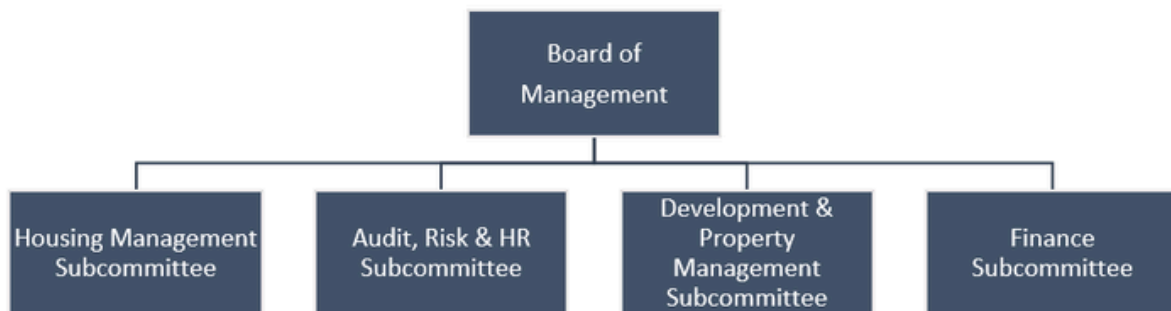 Board of
Management
Housing Management
Subcommittee
Audit, Risk & HR
Subcommittee
Development &
Property
Management
Subcommittee
Finance
Subcommittee